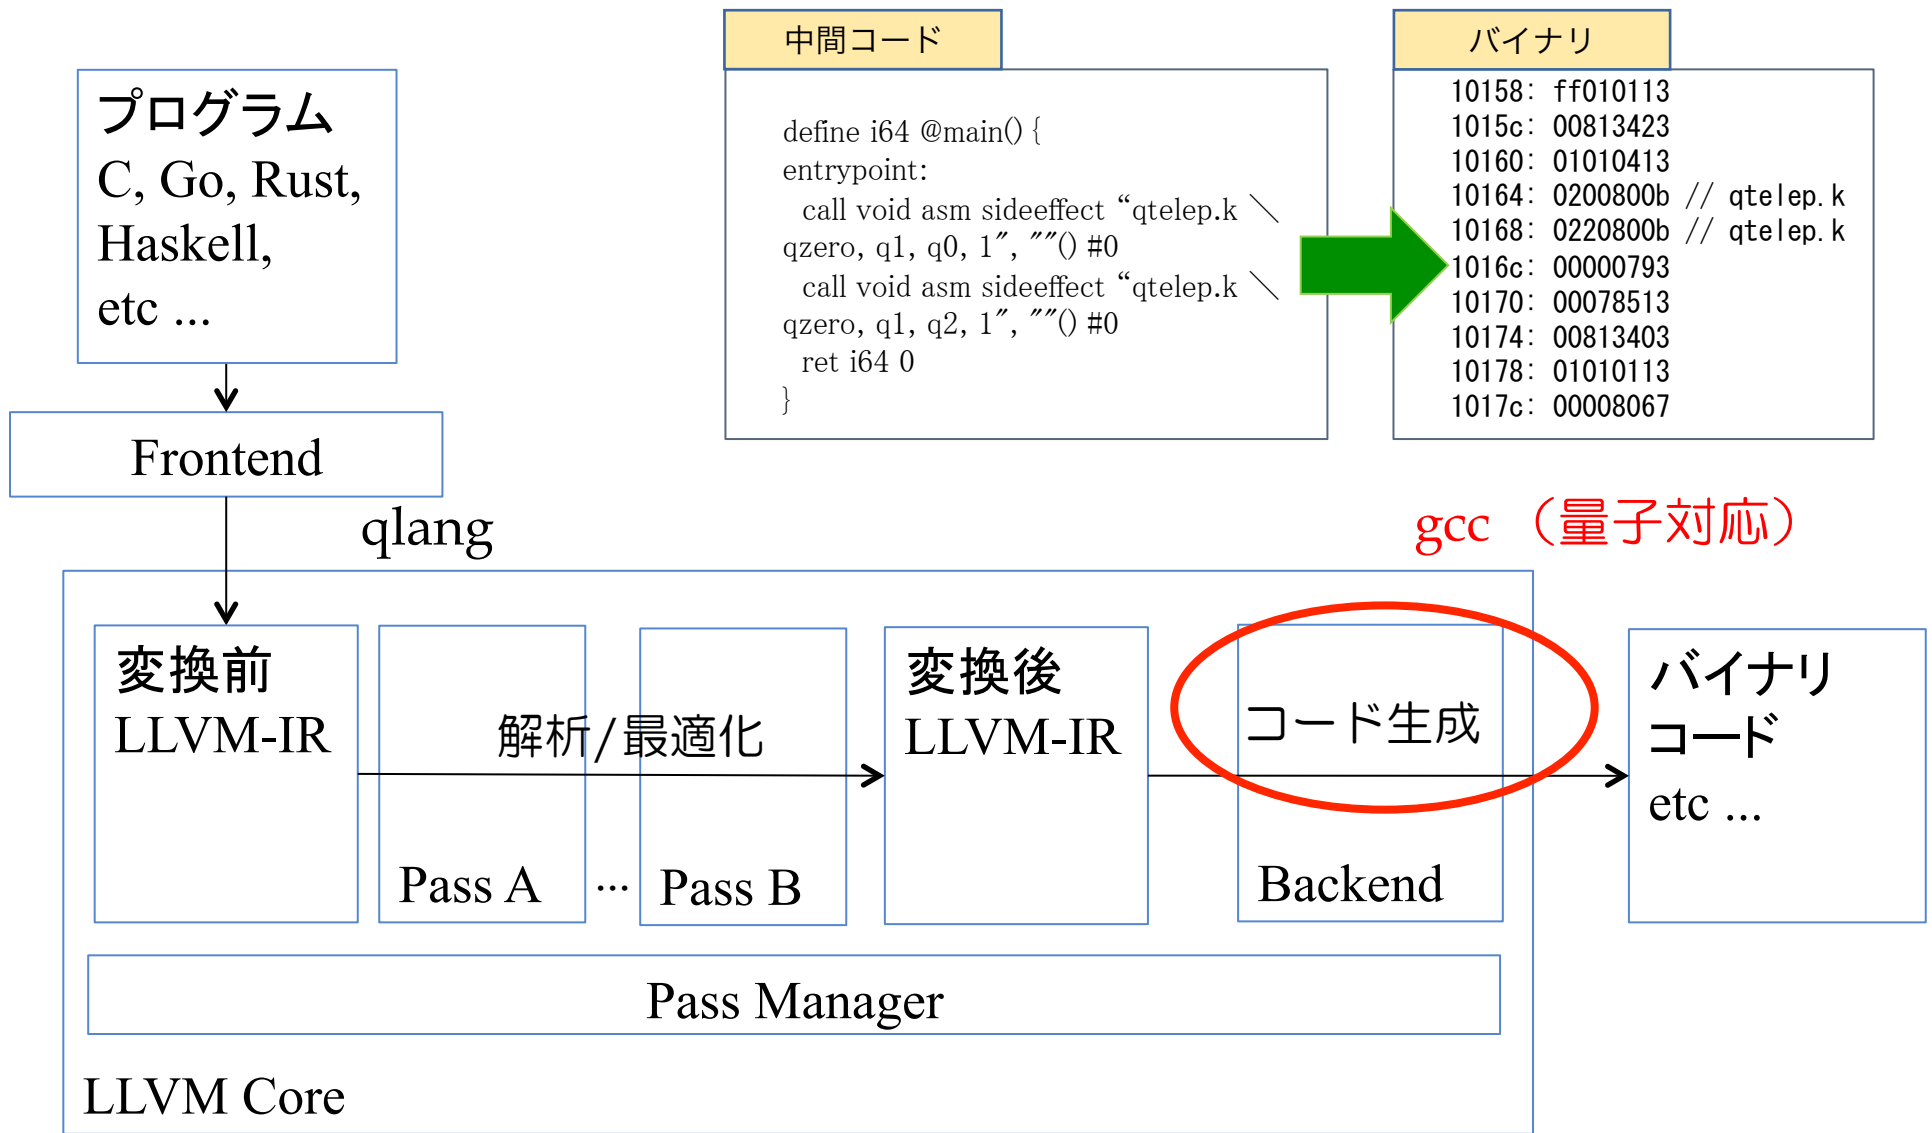 中間コード
バイナリ
プログラム
C, Go, Rust,
Haskell,
etc ...
define i64 @main() {
entrypoint:
call void asm sideeffect “qtelep.k ＼
qzero, q1, q0, 1″, ″″() #0
call void asm sideeffect “qtelep.k ＼
qzero, q1, q2, 1″, ″″() #0
ret i64 0
}
10158: ff010113
1015c: 00813423
10160: 01010413
10164: 0200800b // qtelep.k
10168: 0220800b // qtelep.k
1016c: 00000793
10170: 00078513
10174: 00813403
10178: 01010113
1017c: 00008067
Frontend
qlang
gcc （量子対応）
変換前
LLVM-IR
解析/最適化
Pass A
...
Pass B
変換後
LLVM-IR
コード生成
Backend
バイナリ
コード
etc ...
Pass Manager
LLVM Core